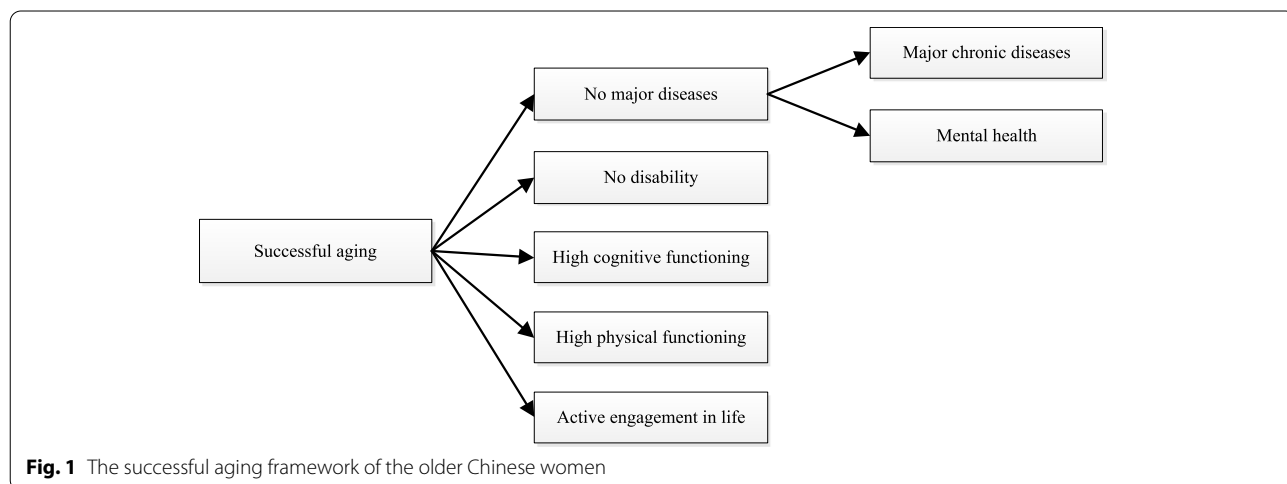 Major chronic diseases
No major diseases
Mental health
No disability
Successful aging
High cognitive functioning
High physical functioning
Active engagement in life
Fig. 1 The successful aging framework of the older Chinese women